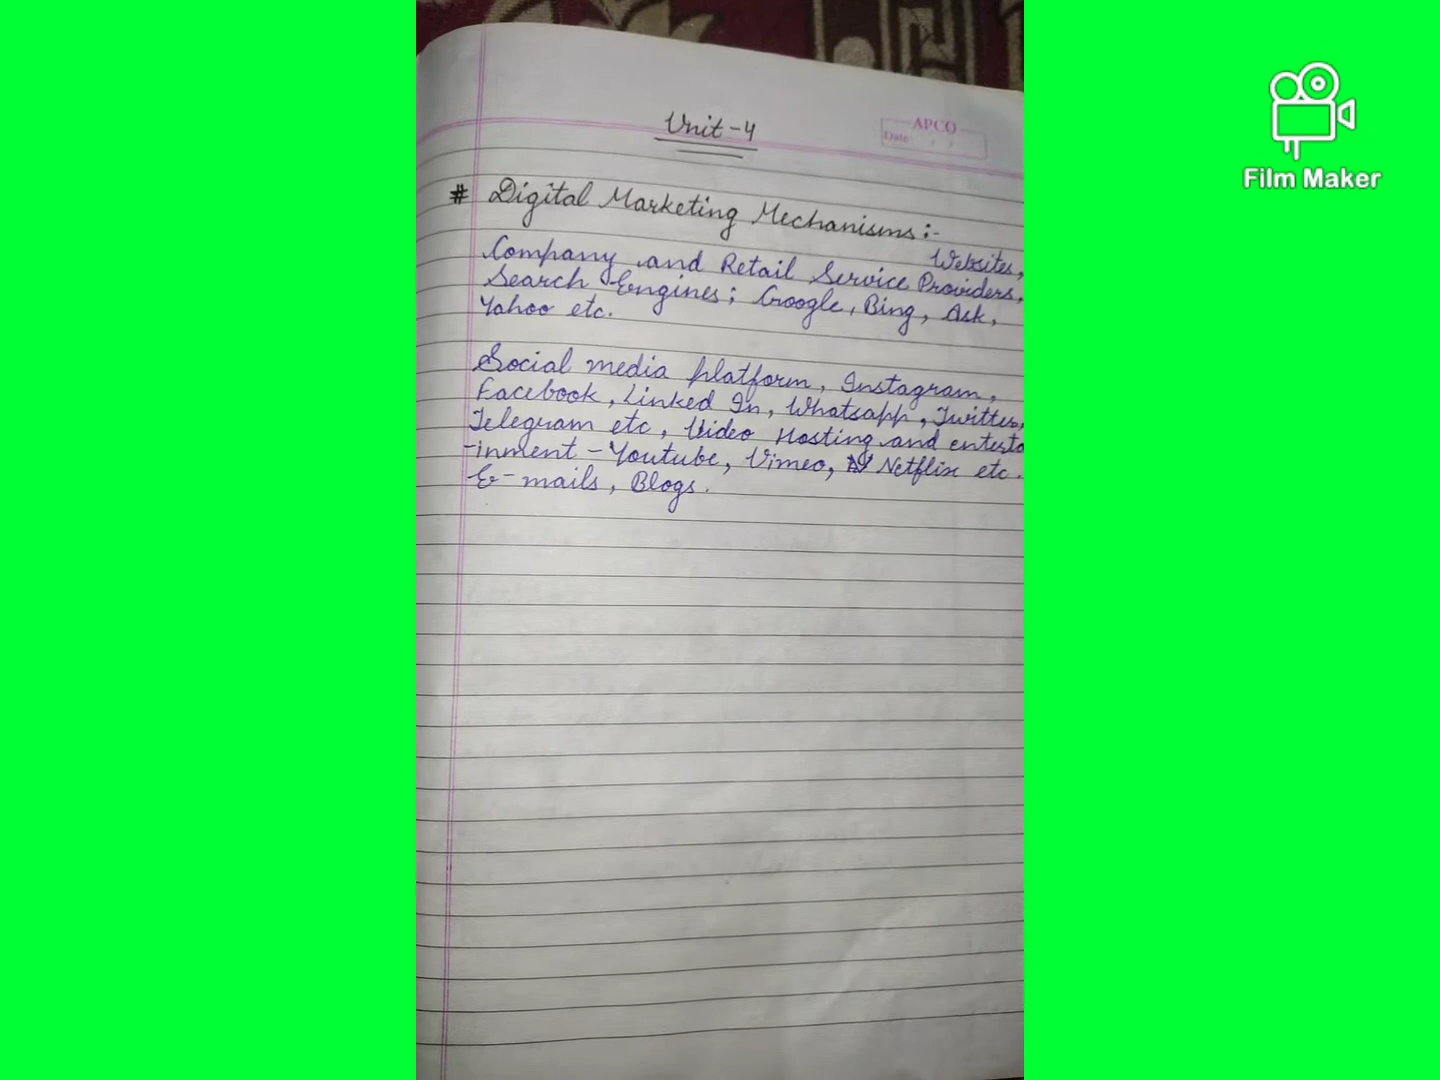 Unit-4
APCO
Date
Film Maker
# Digital Marketing Mechanisms :-
Websites,
Company and Retail Service Providers,
Search Engines; Google, Bing, Ask,
Yahoo etc.
Social media platform, Instagram,
Facebook, Linked In, Whatsapp, Twitter,
Telegram etc, Video Hosting and enterta
-inment - Youtube, Vimeo, Netflix etc.
E-mails, Blogs.